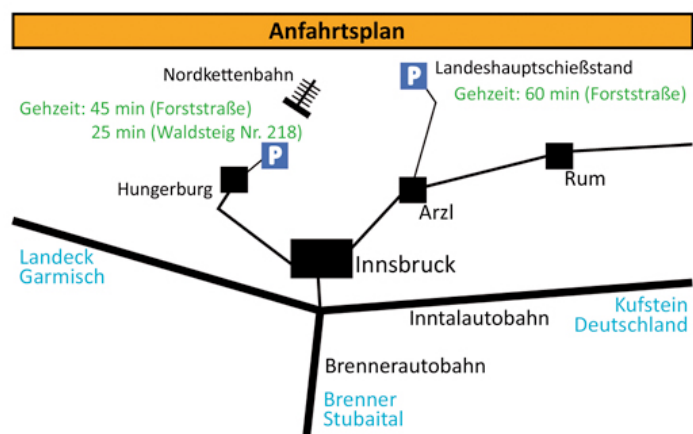 Anfahrtsplan
Nordkettenbahn
P
Landeshauptschießstand
Gehzeit: 60 min (Forststraße)
Gehzeit: 45 min (Forststraße)
25 min (Waldsteig Nr. 218)
P
Hungerburg
Arzl
Rum
Innsbruck
Landeck
Garmisch
Inntalautobahn
Kufstein
Deutschland
Brennerautobahn
Brenner
Stubaital